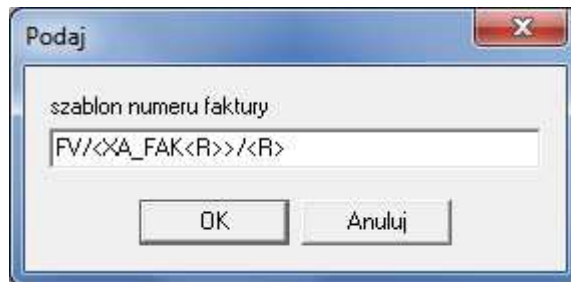 Podaj
szablon numeru faktury
FV/<XA_FAK<R>>/<R>
OK Anuluj